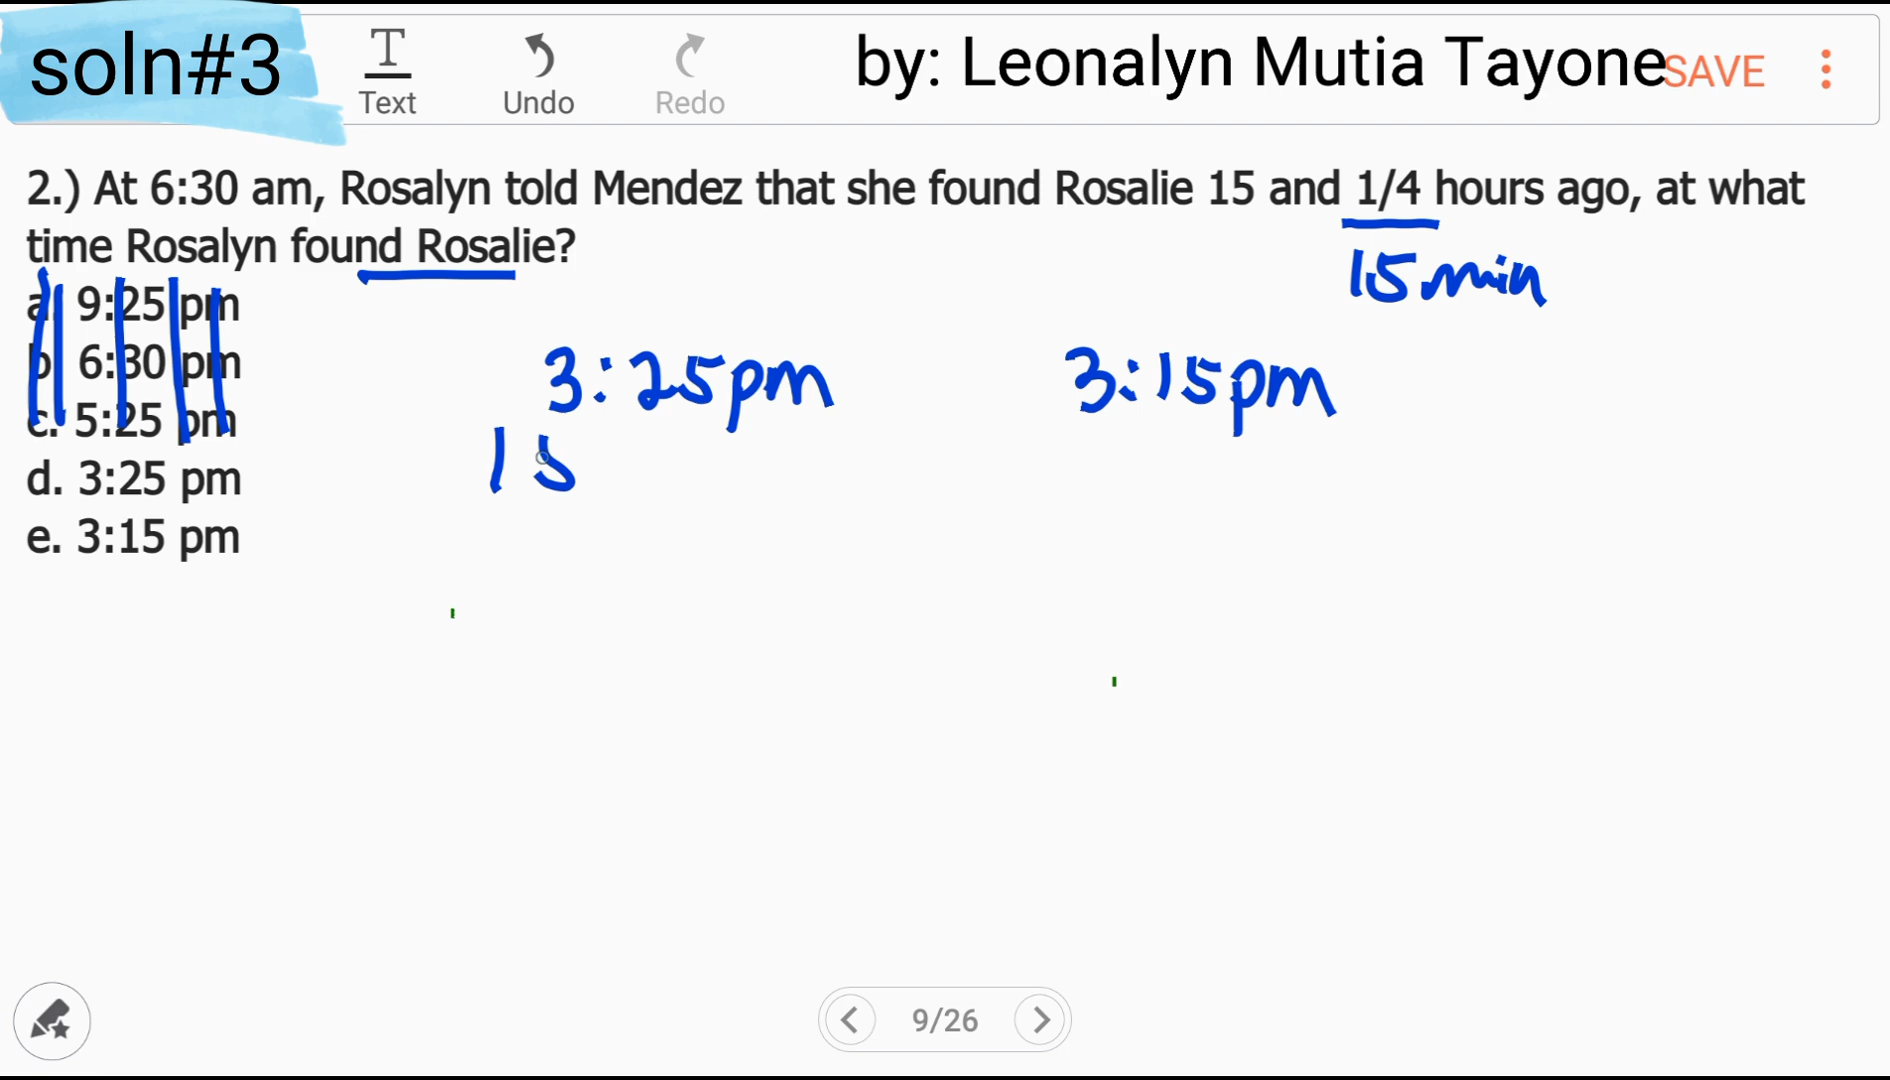 soln#3
Text
Undo
Redo
by: Leonalyn Mutia Tayone
SAVE
2.) At 6:30 am, Rosalyn told Mendez that she found Rosalie 15 and 1/4 hours ago, at what
time Rosalyn found Rosalie?
15 min
a. 9:25 pm
b. 6:30 pm
c. 5:25 pm
d. 3:25 pm
e. 3:15 pm
3:25pm
3:15pm
15
9/26